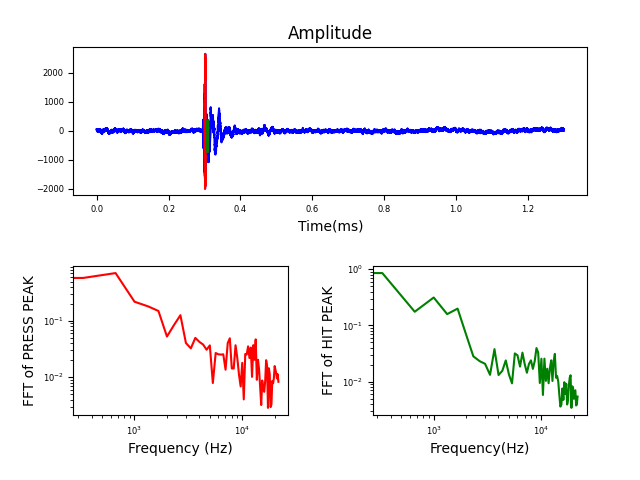 Amplitude
2000
1000
0
−1000
−2000
0.0 0.2 0.4 0.6 0.8 1.0 1.2
Time(ms)
FFT of PRESS PEAK
10⁻¹
10⁻²
10³ 10⁴
Frequency (Hz)
FFT of HIT PEAK
10⁰
10⁻¹
10⁻²
10³ 10⁴
Frequency(Hz)